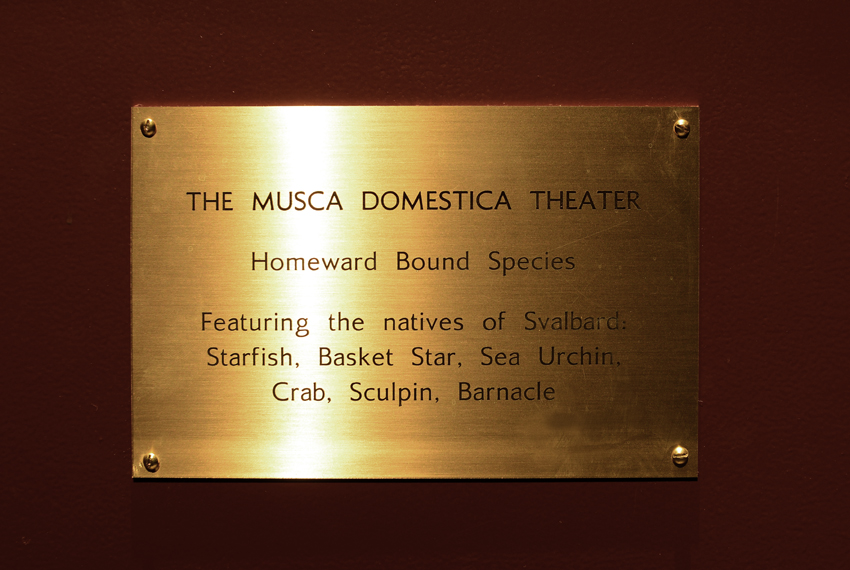 THE MUSCA DOMESTICA THEATER
Homeward Bound Species
Featuring the natives of Svalbard:
Starfish, Basket Star, Sea Urchin,
Crab, Sculpin, Barnacle